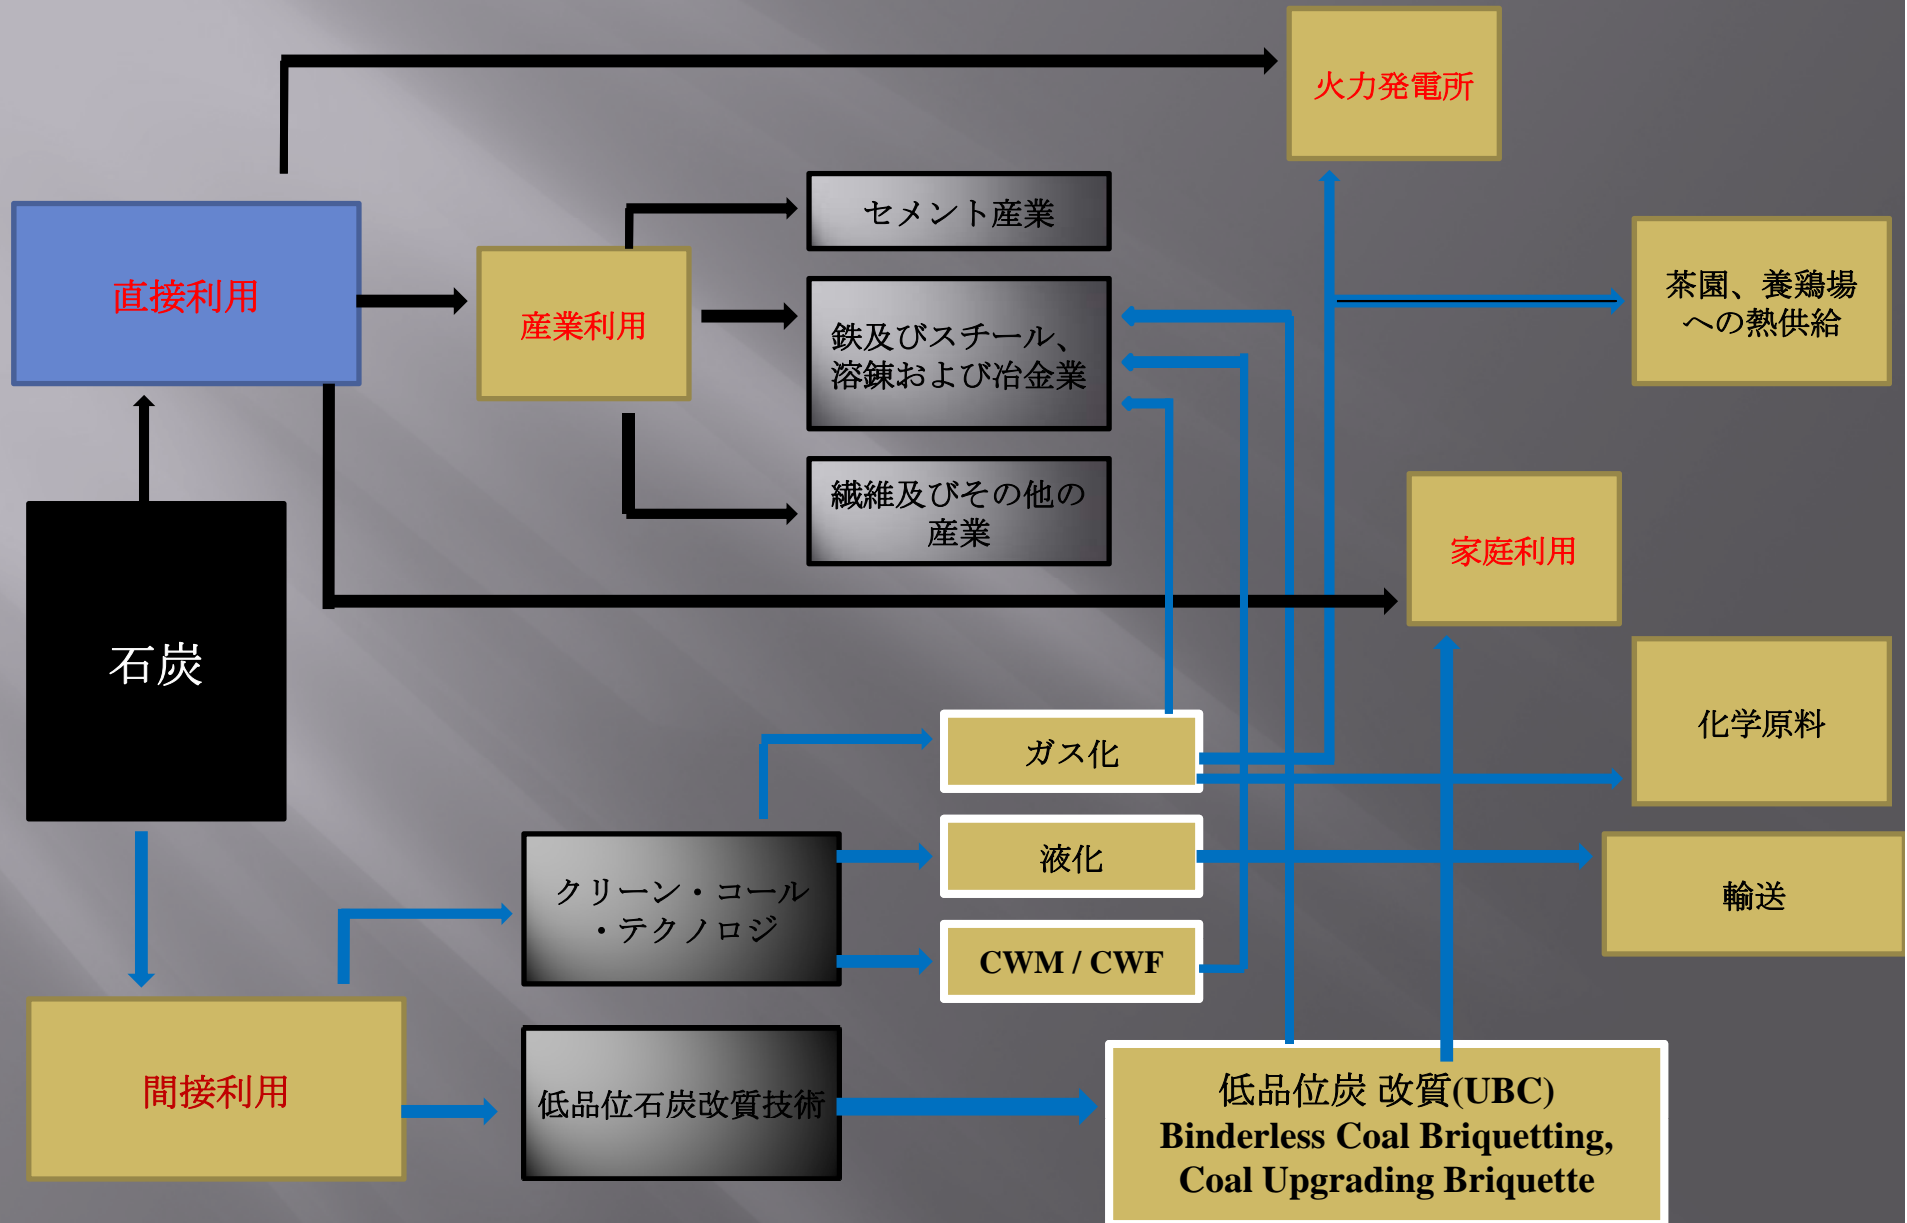 火力発電所
セメント産業
直接利用
産業利用
鉄及びスチール、
溶錬および冶金業
茶園、養鶏場
への熱供給
繊維及びその他の
産業
家庭利用
石炭
化学原料
ガス化
液化
輸送
クリーン・コール
・テクノロジ
CWM / CWF
間接利用
低品位石炭改質技術
低品位炭 改質(UBC)
Binderless Coal Briquetting,
Coal Upgrading Briquette